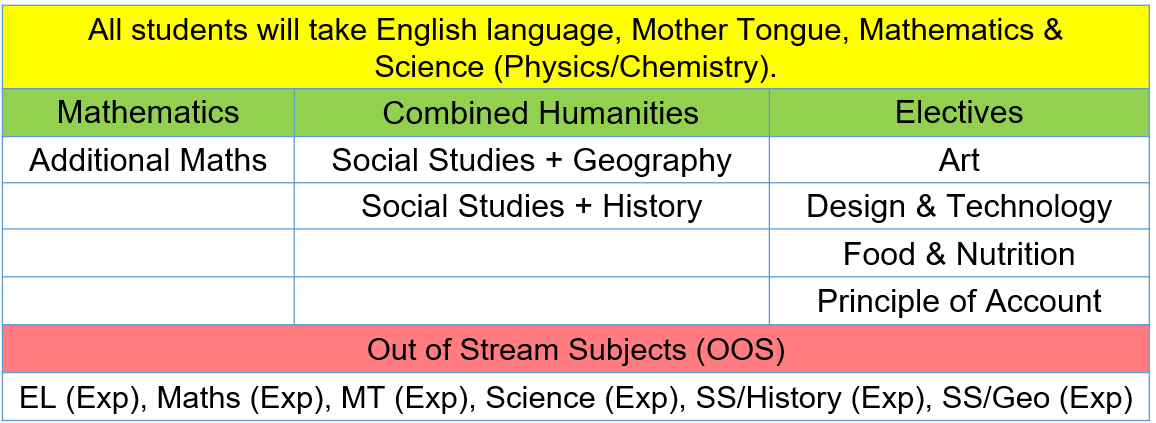 All students will take English language, Mother Tongue, Mathematics &
Science (Physics/Chemistry).
Mathematics Combined Humanities Electives
Additional Maths Social Studies + Geography Art
Social Studies + History Design & Technology
Food & Nutrition
Principle of Account
Out of Stream Subjects (OOS)
EL (Exp), Maths (Exp), MT (Exp), Science (Exp), SS/History (Exp), SS/Geo (Exp)